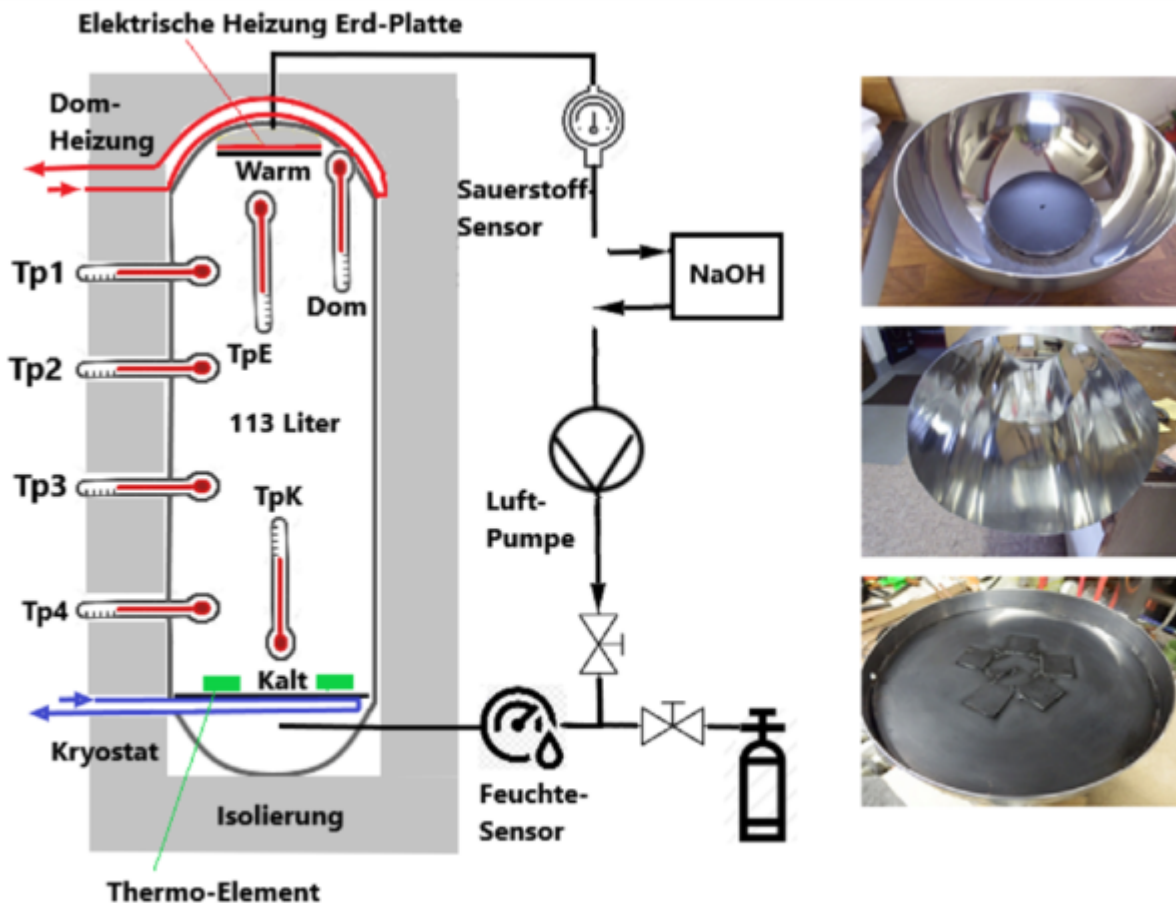 Elektrische Heizung Erd-Platte
Dom-
Heizung
Warm
Sauerstoff-
Sensor
Tp1
Dom
NaOH
TpE
Tp2
113 Liter
Tp3
TpK
Luft-
Pumpe
Tp4
Kalt
Kryostat
Feuchte-
Sensor
Isolierung
Thermo-Element